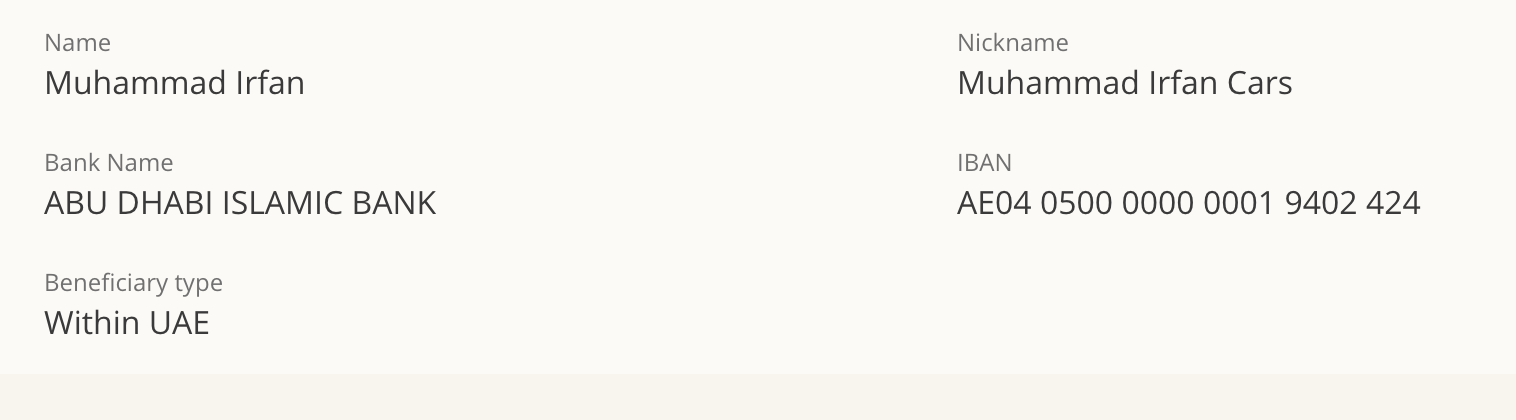 Name
Muhammad Irfan
Nickname
Muhammad Irfan Cars
Bank Name
ABU DHABI ISLAMIC BANK
IBAN
AE04 0500 0000 0001 9402 424
Beneficiary type
Within UAE